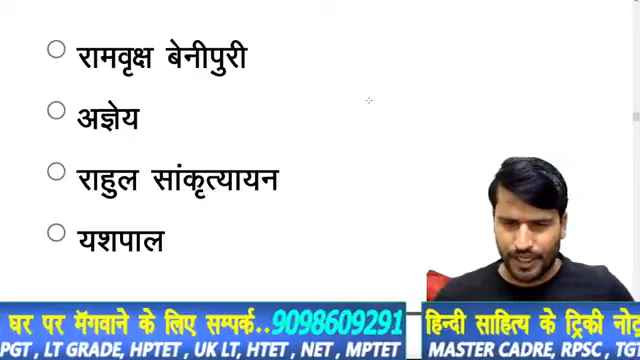 रामवृक्ष बेनीपुरी
अज्ञेय
राहुल सांकृत्यायन
यशपाल
घर पर मँगवाने के लिए सम्पर्क..9098609291
हिन्दी साहित्य के ट्रिकी नोट
PGT, LT GRADE, HPTET, UK LT, HTET, NET, MPTET
MASTER CADRE, RPSC, TG